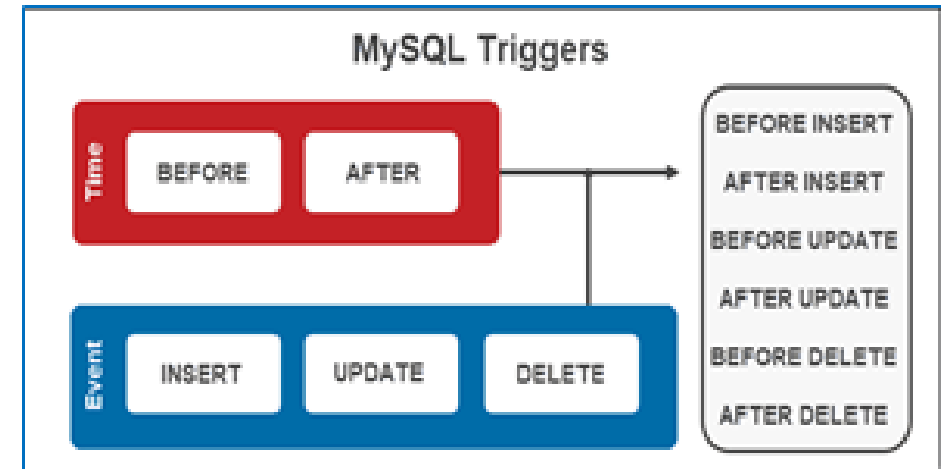 MySQL Triggers
Time
BEFORE
AFTER
Event
INSERT
UPDATE
DELETE
BEFORE INSERT
AFTER INSERT
BEFORE UPDATE
AFTER UPDATE
BEFORE DELETE
AFTER DELETE